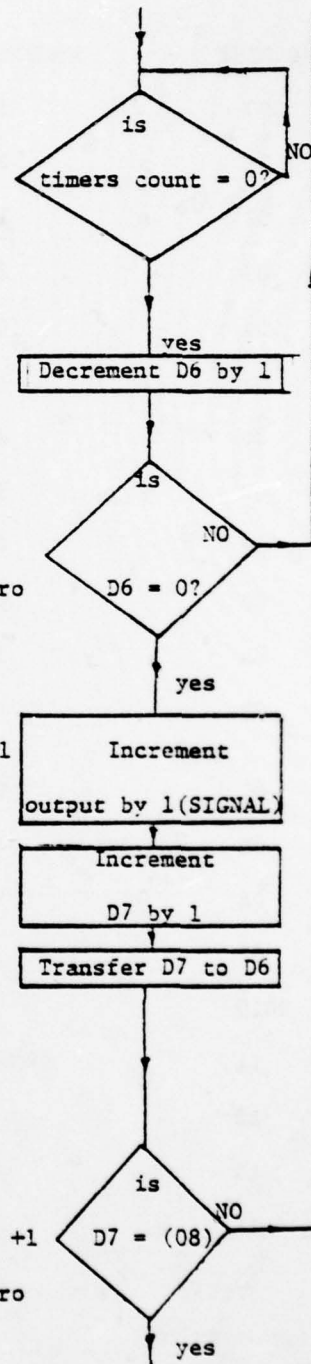 is
timers count = 0?
NO
yes
Decrement D6 by 1
is
NO
ro
D6 = 0?
yes
1
Increment
output by 1(SIGNAL)
Increment
D7 by 1
Transfer D7 to D6
is
NO
+1
D7 = (08)
ro
yes